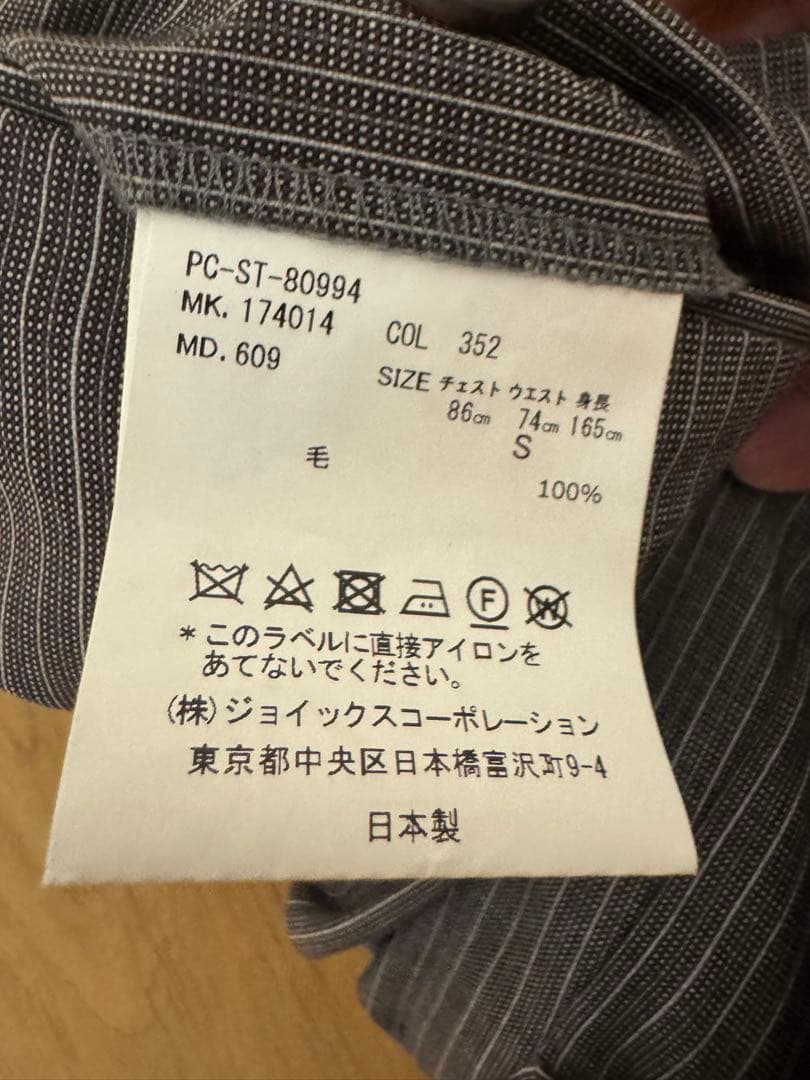 PC-ST-80994
MK. 174014
MD. 609
COL 352
SIZE チェスト ウエスト 身長
86㎝ 74㎝ 165㎝
S
毛 100%
F
W
*このラベルに直接アイロンを
あてないでください。
(株)ジョイックスコーポレーション
東京都中央区日本橋富沢町9-4
日本製